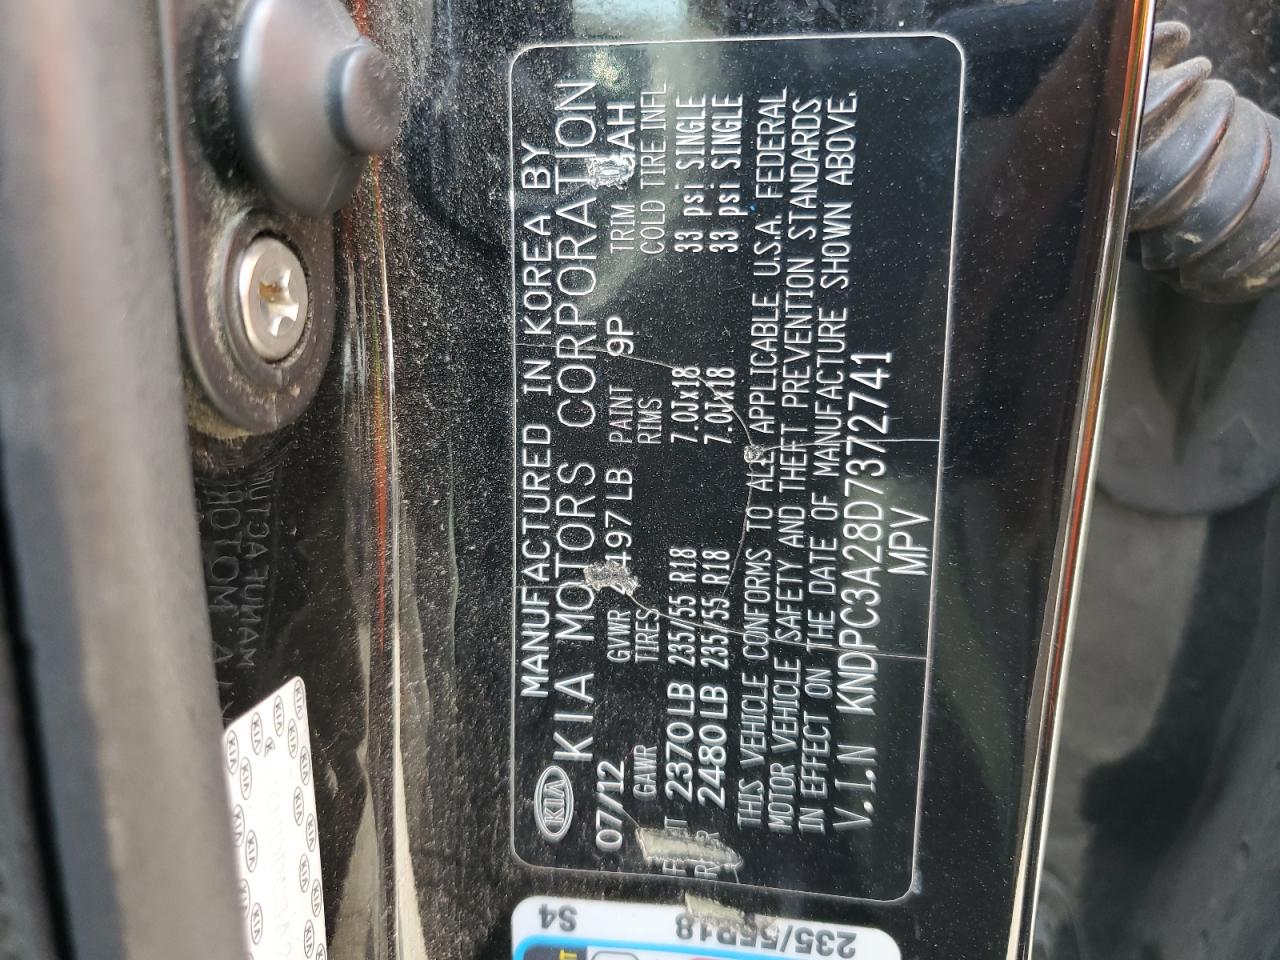 MANUFACTURED IN KOREA BY
KIA KIA MOTORS CORPORATION
07/12 GVWR 497LB PAINT 9P TRIM
GAWR TIRES RIMS COLD TIRE.INFL
2370LB 235/55 R18 7.0Jx18 33 psi SINGLE
2480LB 235/55 R18 7.0Jx18 33 psi SINGLE
THIS VEHICLE CONFORMS TO ALL APPLICABLE U.S.A. FEDERAL
MOTOR VEHICLE SAFETY AND THEFT PREVENTION STANDARDS
IN EFFECT ON THE DATE OF MANUFACTURE SHOWN ABOVE.
V.I.N KNDPC3A28D7372741
MPV
S4
235/55R18
KIA